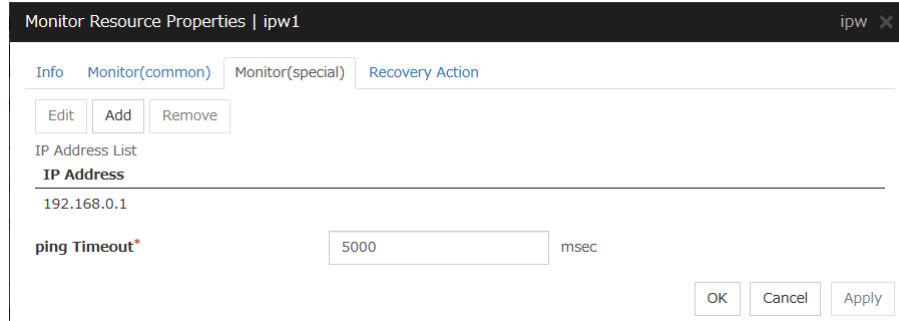 Monitor Resource Properties | ipw1 ipw ×
Info Monitor(common) Monitor(special) Recovery Action
Edit Add Remove
IP Address List
IP Address
192.168.0.1
ping Timeout* 5000 msec
OK Cancel Apply